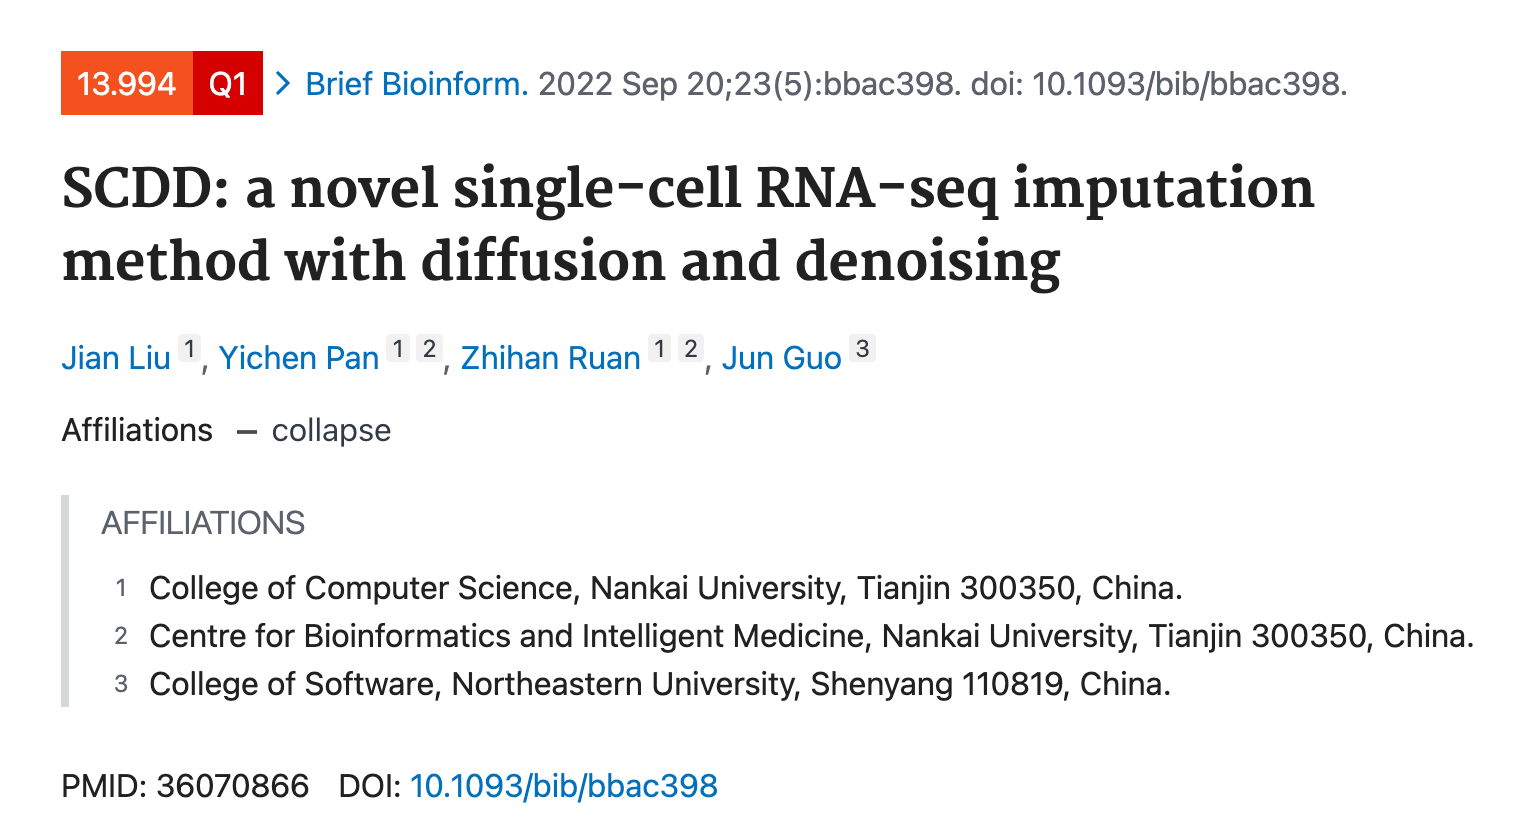 13.994 Q1 > Brief Bioinform. 2022 Sep 20;23(5):bbac398. doi: 10.1093/bib/bbac398.
SCDD: a novel single-cell RNA-seq imputation
method with diffusion and denoising
Jian Liu 1, Yichen Pan 1 2, Zhihan Ruan 1 2, Jun Guo 3
Affiliations — collapse
AFFILIATIONS
1 College of Computer Science, Nankai University, Tianjin 300350, China.
2 Centre for Bioinformatics and Intelligent Medicine, Nankai University, Tianjin 300350, China.
3 College of Software, Northeastern University, Shenyang 110819, China.
PMID: 36070866 DOI: 10.1093/bib/bbac398